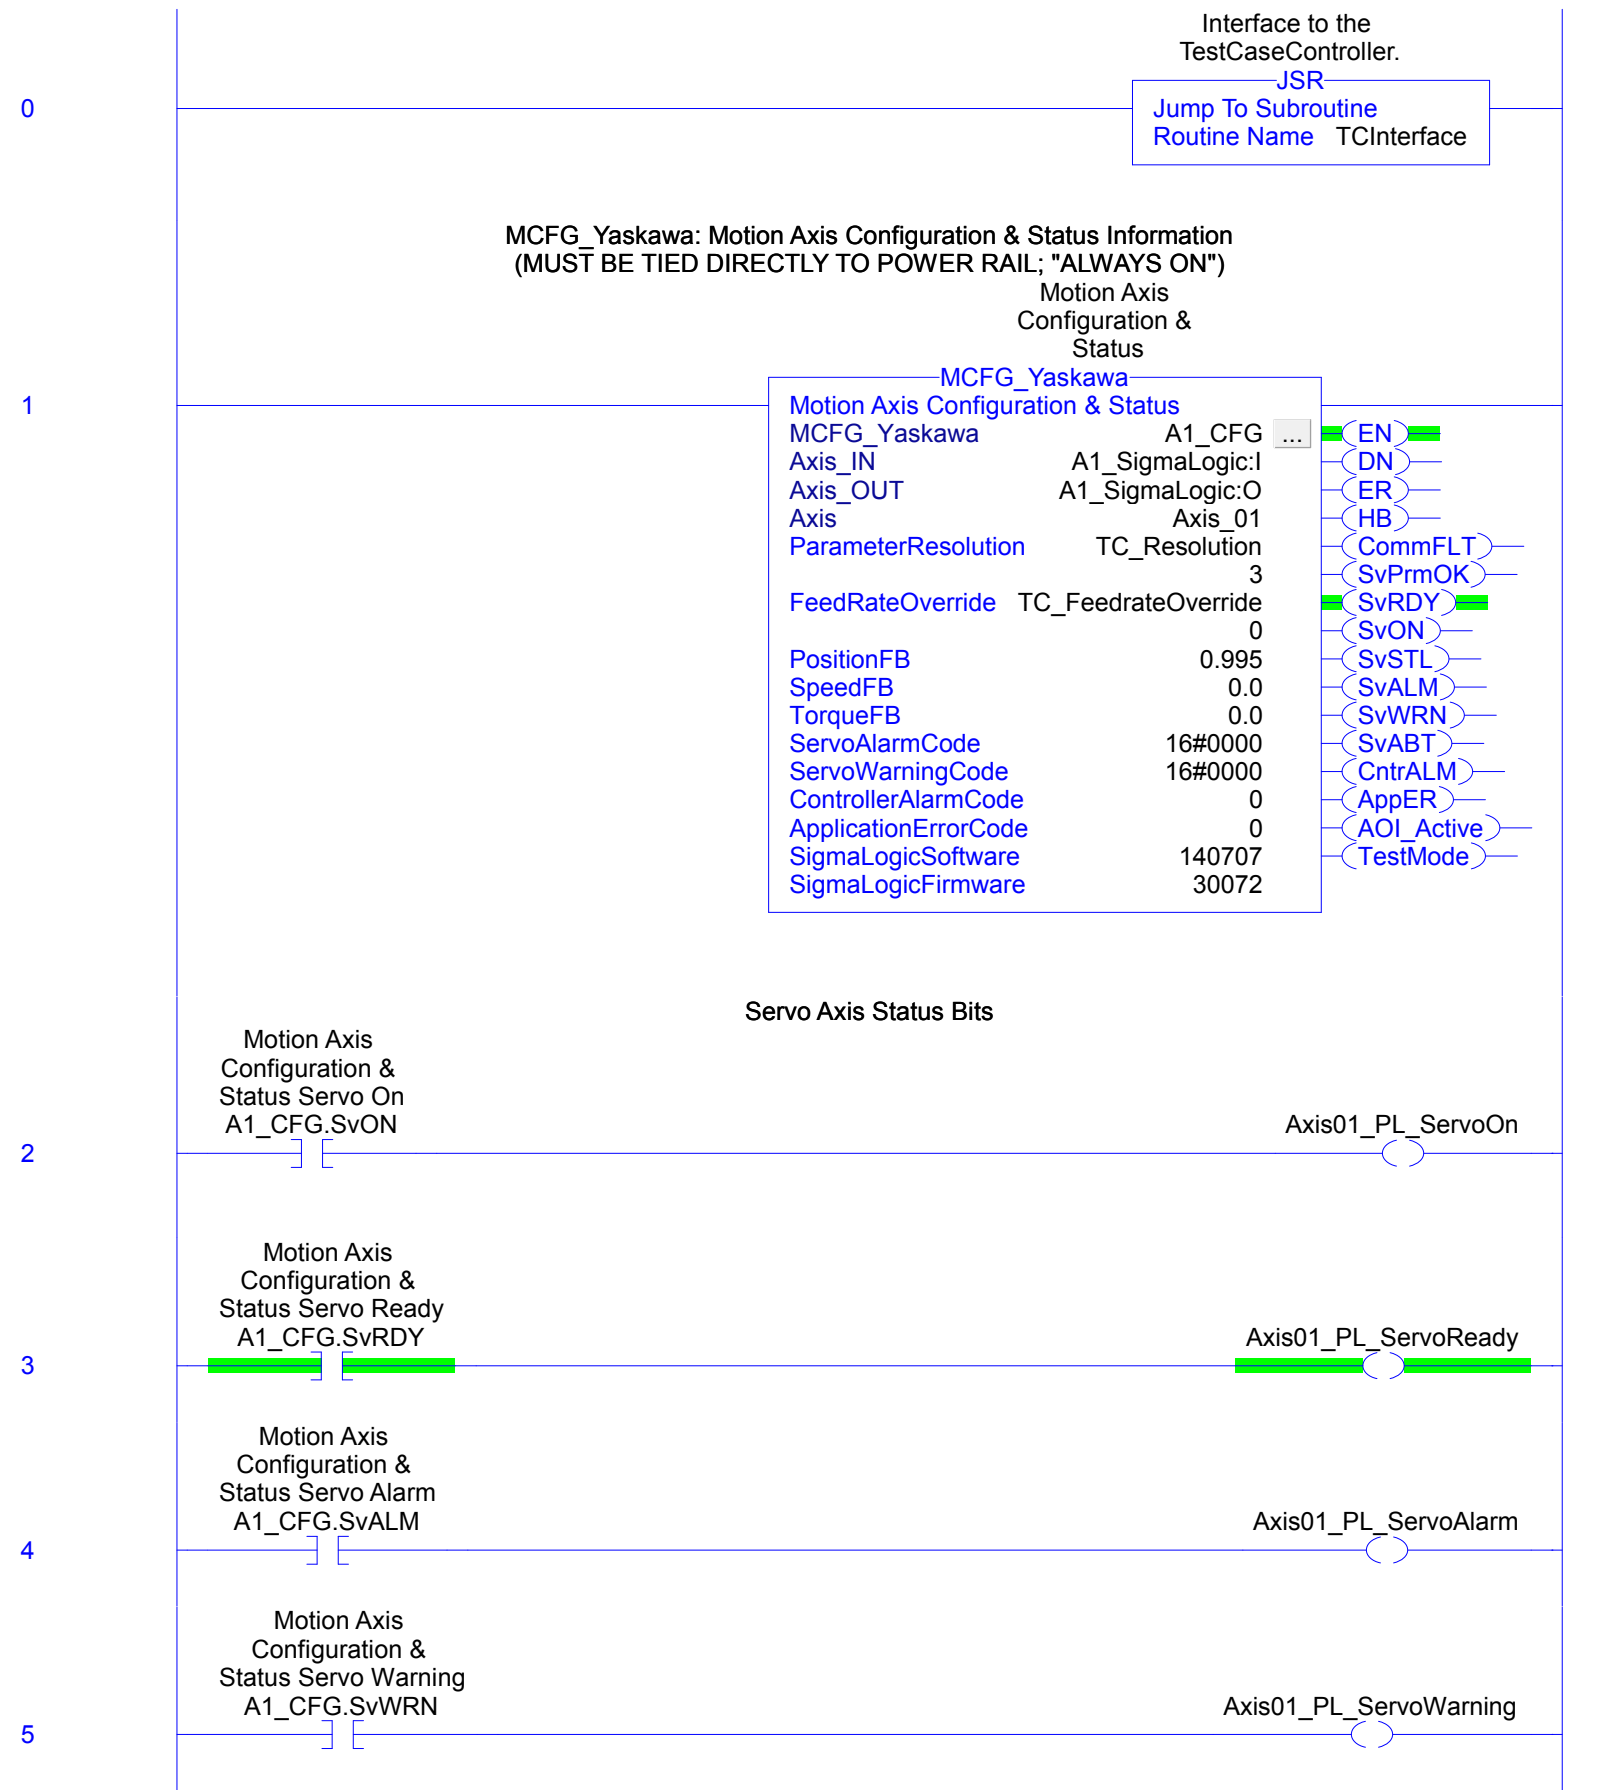 Interface to the
TestCaseController.
JSR
0
Jump To Subroutine
Routine Name TCInterface
MCFG_Yaskawa: Motion Axis Configuration & Status Information
(MUST BE TIED DIRECTLY TO POWER RAIL; "ALWAYS ON")
Motion Axis
Configuration &
Status
MCFG_Yaskawa
1
Motion Axis Configuration & Status
MCFG_Yaskawa A1_CFG ... EN
Axis_IN A1_SigmaLogic:I DN
Axis_OUT A1_SigmaLogic:O ER
Axis Axis_01 HB
ParameterResolution TC_Resolution CommFLT
3 SvPrmOK
FeedRateOverride TC_FeedrateOverride SvRDY
0 SvON
PositionFB 0.995 SvSTL
SpeedFB 0.0 SvALM
TorqueFB 0.0 SvWRN
ServoAlarmCode 16#0000 SvABT
ServoWarningCode 16#0000 CntrALM
ControllerAlarmCode 0 AppER
ApplicationErrorCode 0 AOI_Active
SigmaLogicSoftware 140707 TestMode
SigmaLogicFirmware 30072
Servo Axis Status Bits
Motion Axis
Configuration &
Status Servo On
A1_CFG.SvON Axis01_PL_ServoOn
2
Motion Axis
Configuration &
Status Servo Ready
A1_CFG.SvRDY Axis01_PL_ServoReady
3
Motion Axis
Configuration &
Status Servo Alarm
A1_CFG.SvALM Axis01_PL_ServoAlarm
4
Motion Axis
Configuration &
Status Servo Warning
A1_CFG.SvWRN Axis01_PL_ServoWarning
5